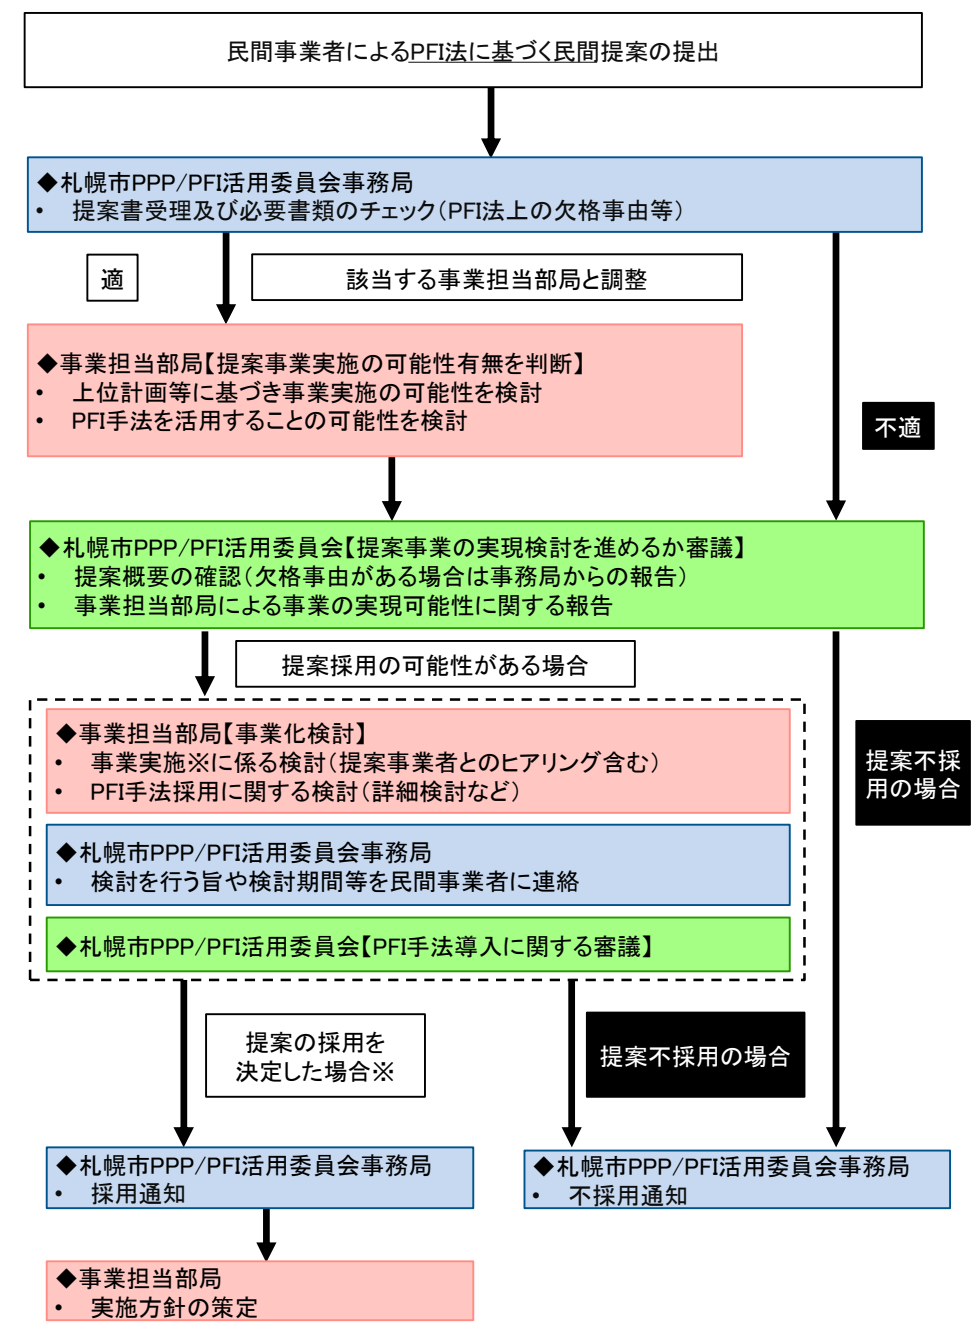 民間事業者によるPFI法に基づく民間提案の提出
◆札幌市PPP/PFI活用委員会事務局
• 提案書受理及び必要書類のチェック（PFI法上の欠格事由等）
適
該当する事業担当部局と調整
◆事業担当部局【提案事業実施の可能性有無を判断】
• 上位計画等に基づき事業実施の可能性を検討
• PFI手法を活用することの可能性を検討
不適
◆札幌市PPP/PFI活用委員会【提案事業の実現検討を進めるか審議】
• 提案概要の確認（欠格事由がある場合は事務局からの報告）
• 事業担当部局による事業の実現可能性に関する報告
提案採用の可能性がある場合
◆事業担当部局【事業化検討】
• 事業実施※に係る検討（提案事業者とのヒアリング含む）
• PFI手法採用に関する検討（詳細検討など）
提案不採
用の場合
◆札幌市PPP/PFI活用委員会事務局
• 検討を行う旨や検討期間等を民間事業者に連絡
◆札幌市PPP/PFI活用委員会【PFI手法導入に関する審議】
提案の採用を
決定した場合※
提案不採用の場合
◆札幌市PPP/PFI活用委員会事務局
• 採用通知
◆札幌市PPP/PFI活用委員会事務局
• 不採用通知
◆事業担当部局
• 実施方針の策定